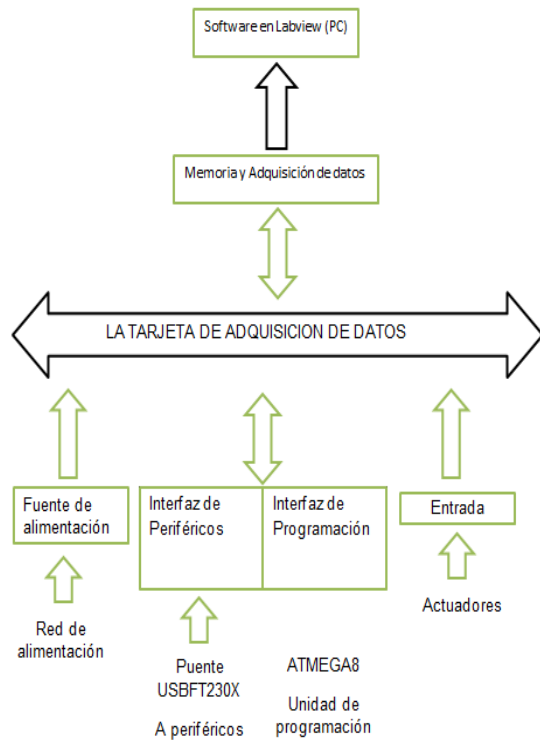 Software en Labview (PC)
Memoria y Adquisición de datos
LA TARJETA DE ADQUISICION DE DATOS
Fuente de
alimentación
Interfaz de
Periféricos
Interfaz de
Programación
Entrada
Red de
alimentación
Puente
USBFT230X
A periféricos
ATMEGA8
Unidad de
programación
Actuadores